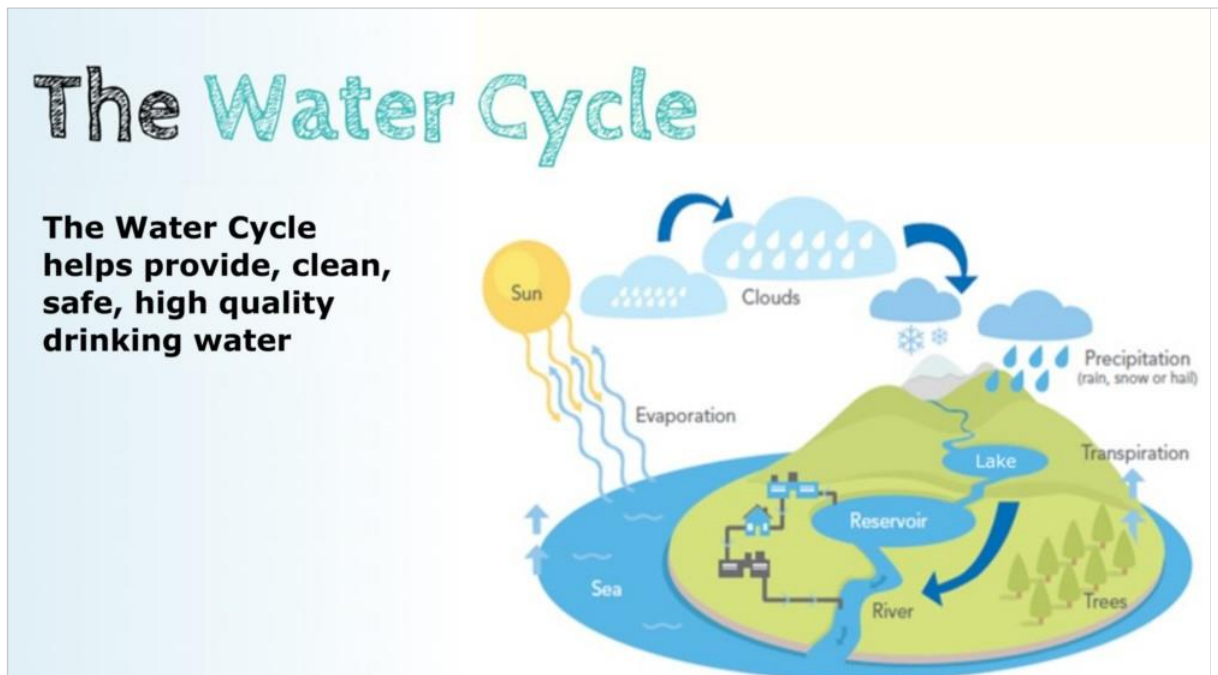 The Water Cycle
The Water Cycle
helps provide, clean,
safe, high quality
drinking water
Sun
Clouds
Precipitation
(rain, snow or hail)
Evaporation
Transpiration
Lake
Reservoir
Sea
River
Trees